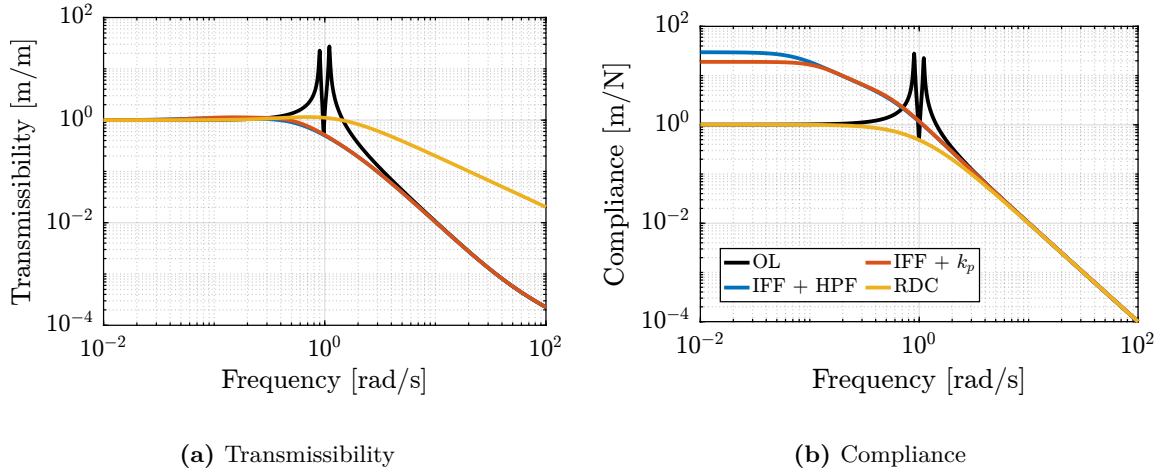 Transmissibility [m/m]
10^2
10^0
10^-2
10^-4
10^-2
10^0
10^2
Frequency [rad/s]
(a) Transmissibility
Compliance [m/N]
10^2
10^0
10^-2
10^-4
OL
IFF + HPF
IFF + k_p
RDC
10^-2
10^0
10^2
Frequency [rad/s]
(b) Compliance